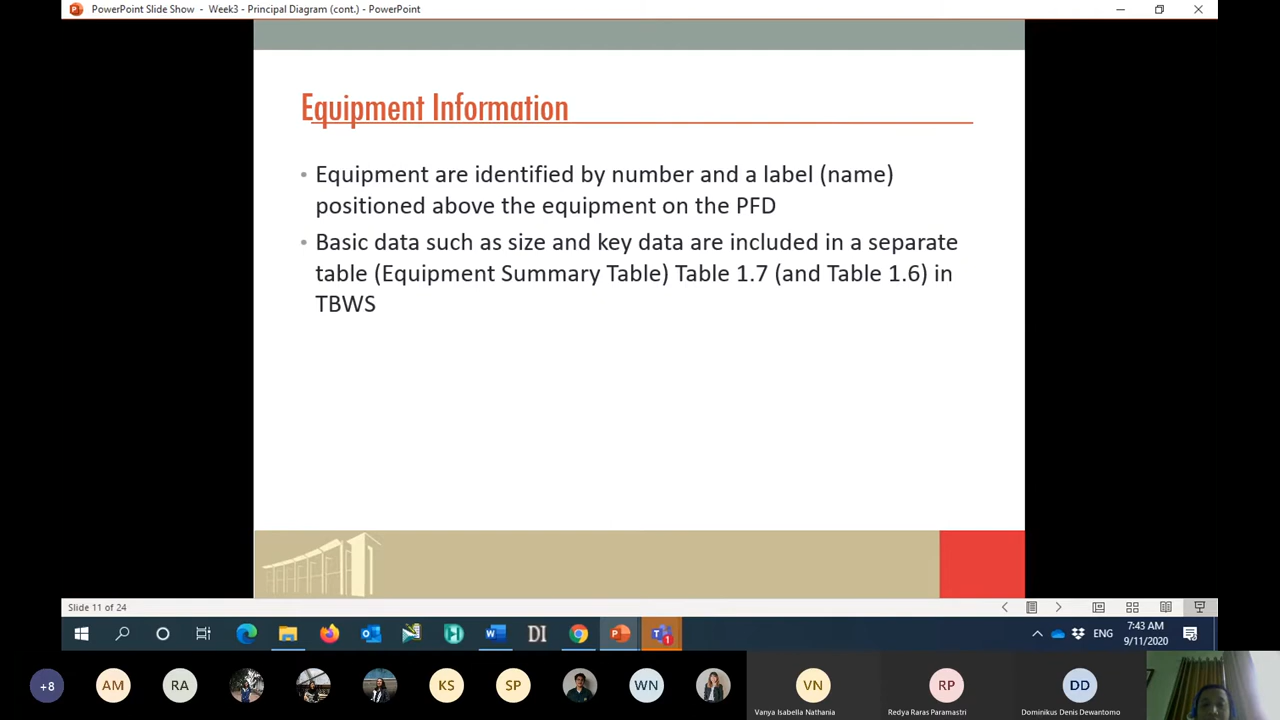 PowerPoint Slide Show - Week3 - Principal Diagram (cont.) - PowerPoint
Equipment Information
• Equipment are identified by number and a label (name)
positioned above the equipment on the PFD
• Basic data such as size and key data are included in a separate
table (Equipment Summary Table) Table 1.7 (and Table 1.6) in
TBWS
Slide 11 of 24
DI
1
ENG
7:43 AM
9/11/2020
+8
AM
RA
KS
SP
WN
VN
RP
DD
Vanya Isabella Nathania
Redya Raras Paramastri
Dominikus Denis Dewantomo